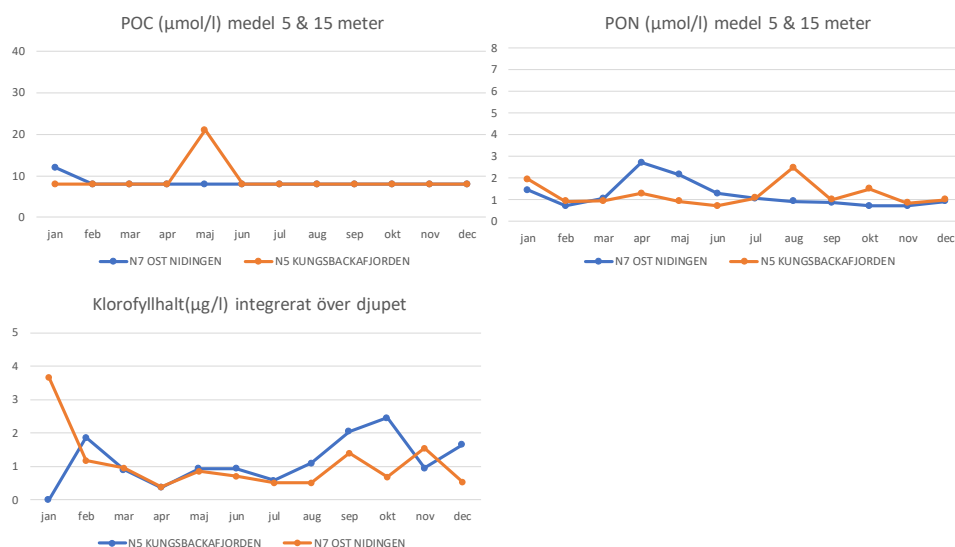 POC (μmol/l) medel 5 & 15 meter
40
30
20
10
0
jan feb mar apr maj jun jul aug sep okt nov dec
N7 OST NIDINGEN N5 KUNGSBACKAFJORDEN
PON (μmol/l) medel 5 & 15 meter
8
7
6
5
4
3
2
1
0
jan feb mar apr maj jun jul aug sep okt nov dec
N7 OST NIDINGEN N5 KUNGSBACKAFJORDEN
Klorofyllhalt(μg/l) integrerat över djupet
5
4
3
2
1
0
jan feb mar apr maj jun jul aug sep okt nov dec
N5 KUNGSBACKAFJORDEN N7 OST NIDINGEN